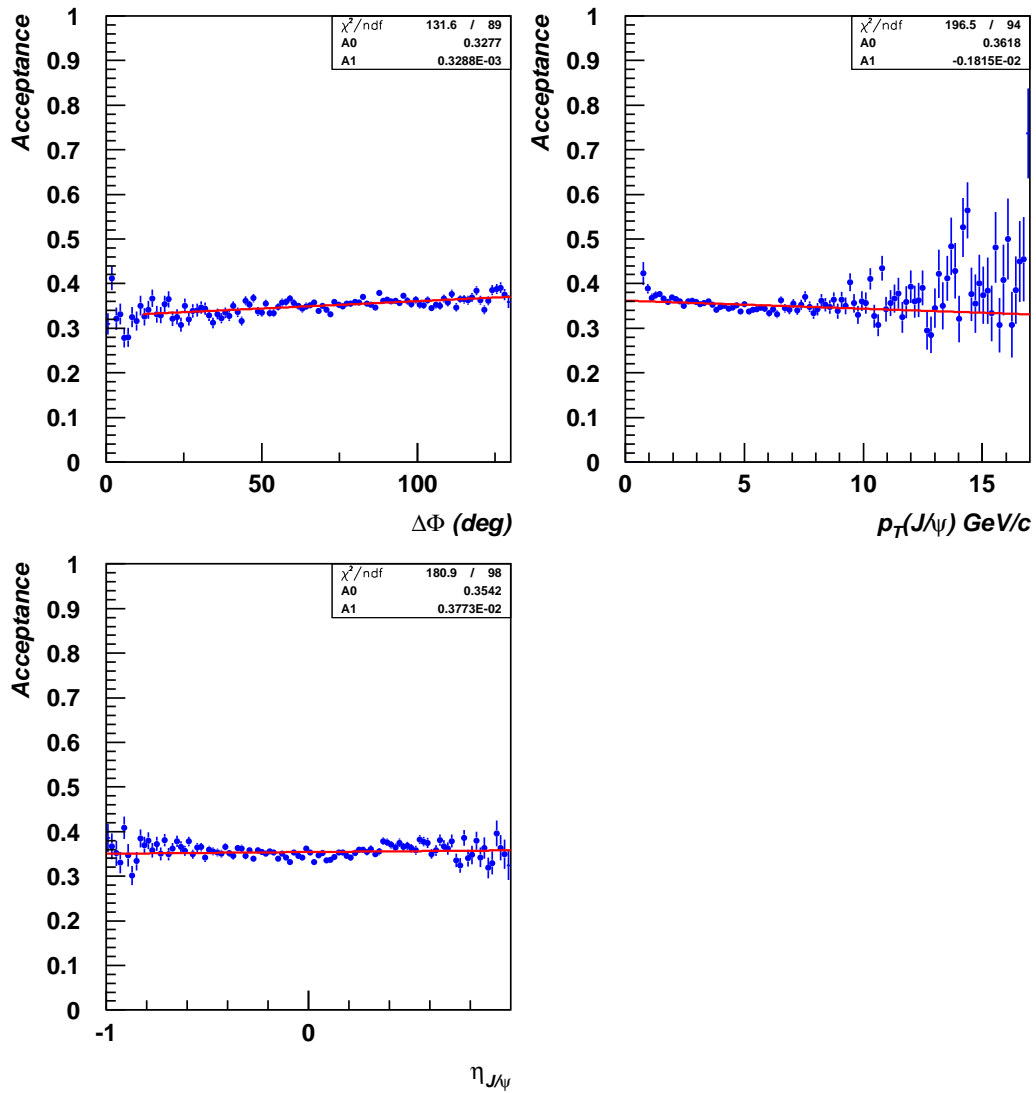 χ²/ndf 131.6 / 89
A0 0.3277
A1 0.3288E-03
Acceptance
1
0.9
0.8
0.7
0.6
0.5
0.4
0.3
0.2
0.1
0
0 50 100
ΔΦ (deg)
χ²/ndf 196.5 / 94
A0 0.3618
A1 -0.1815E-02
Acceptance
1
0.9
0.8
0.7
0.6
0.5
0.4
0.3
0.2
0.1
0
0 5 10 15
p_T(J/ψ) GeV/c
χ²/ndf 180.9 / 98
A0 0.3542
A1 0.3773E-02
Acceptance
1
0.9
0.8
0.7
0.6
0.5
0.4
0.3
0.2
0.1
0
-1 0
η_J/ψ